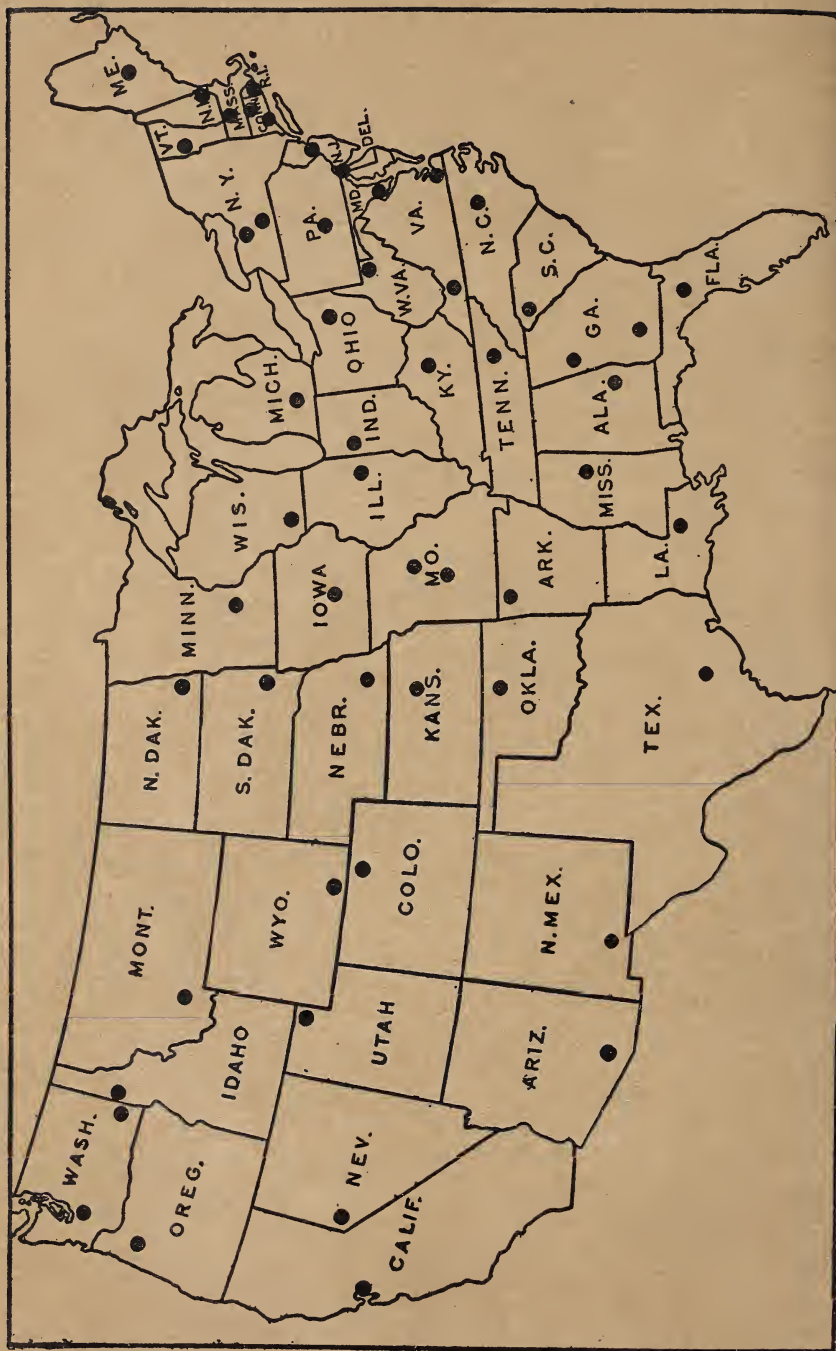 WASH.
OREG.
CALIF.
NEV.
IDAHO
MONT.
WYO.
UTAH
ARIZ.
COLO.
N.MEX.
N. DAK.
S. DAK.
NEBR.
KANS.
OKLA.
TEX.
MINN.
IOWA
MO.
ARK.
LA.
WIS.
ILL.
MISS.
MICH.
IND.
OHIO
KY.
TENN.
ALA.
GA.
FLA.
S.C.
N.C.
VA.
W.VA.
MD.
DEL.
PA.
N.J.
N.Y.
VT.
N.H.
ME.
MASS.
CONN.
R.I.